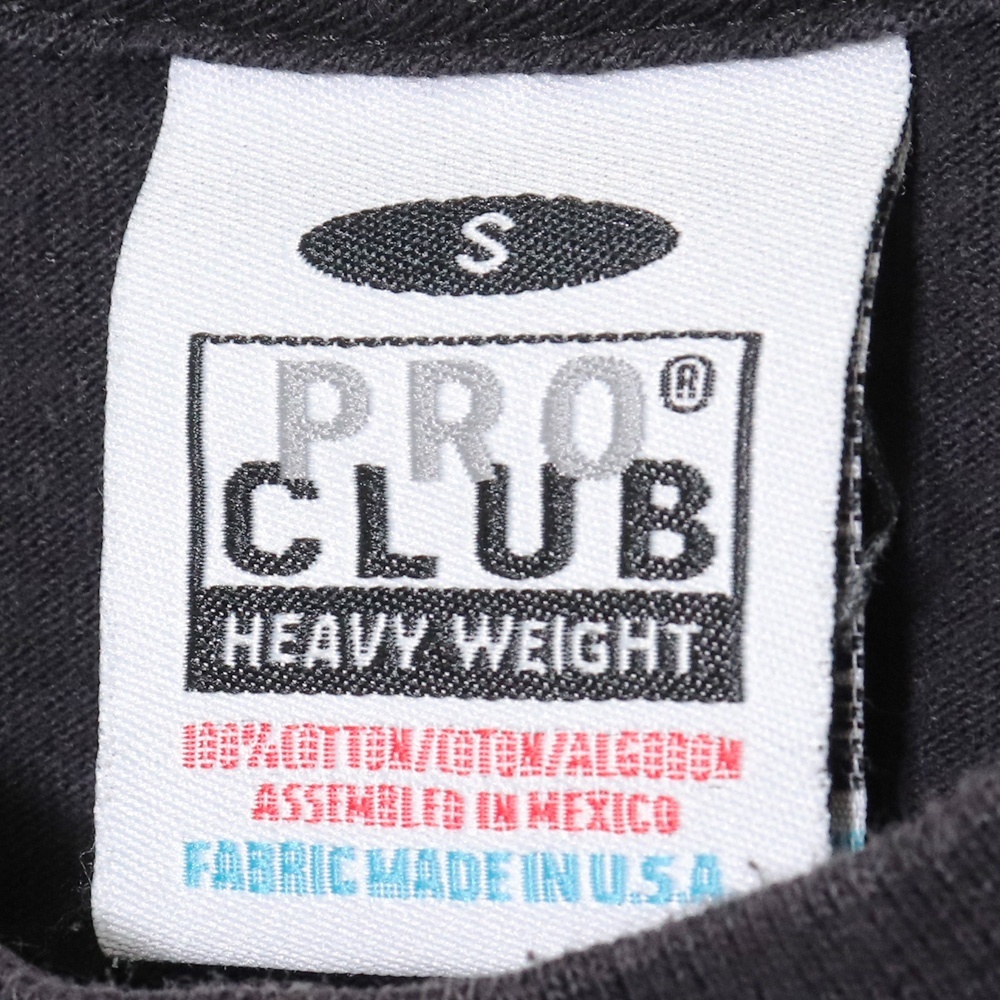 S
PRO®
CLUB
HEAVY WEIGHT
100%COTTON/COTON/ALGODON
ASSEMBLED IN MEXICO
FABRIC MADE IN U.S.A